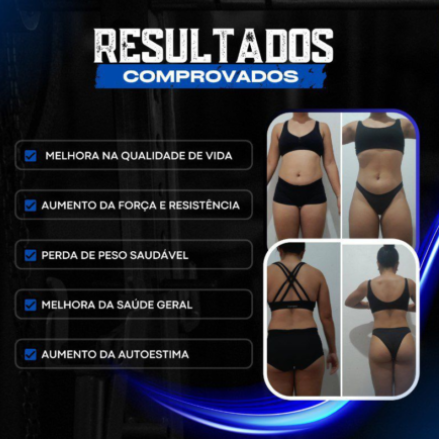 RESULTADOS
COMPROVADOS
MELHORA NA QUALIDADE DE VIDA
AUMENTO DA FORÇA E RESISTÊNCIA
PERDA DE PESO SAUDÁVEL
MELHORA DA SAÚDE GERAL
AUMENTO DA AUTOESTIMA